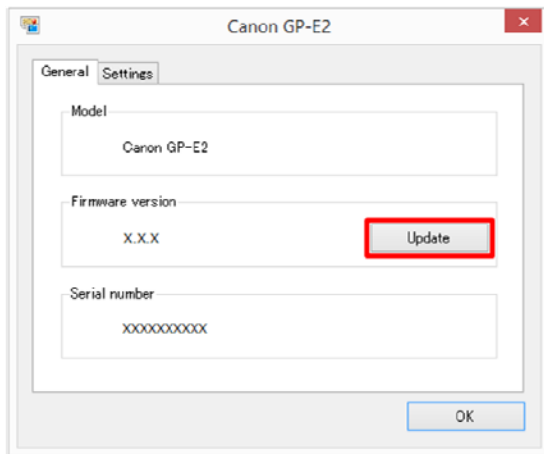 Canon GP-E2
General Settings
Model
Canon GP-E2
Firmware version
X.X.X Update
Serial number
XXXXXXXXXX
OK